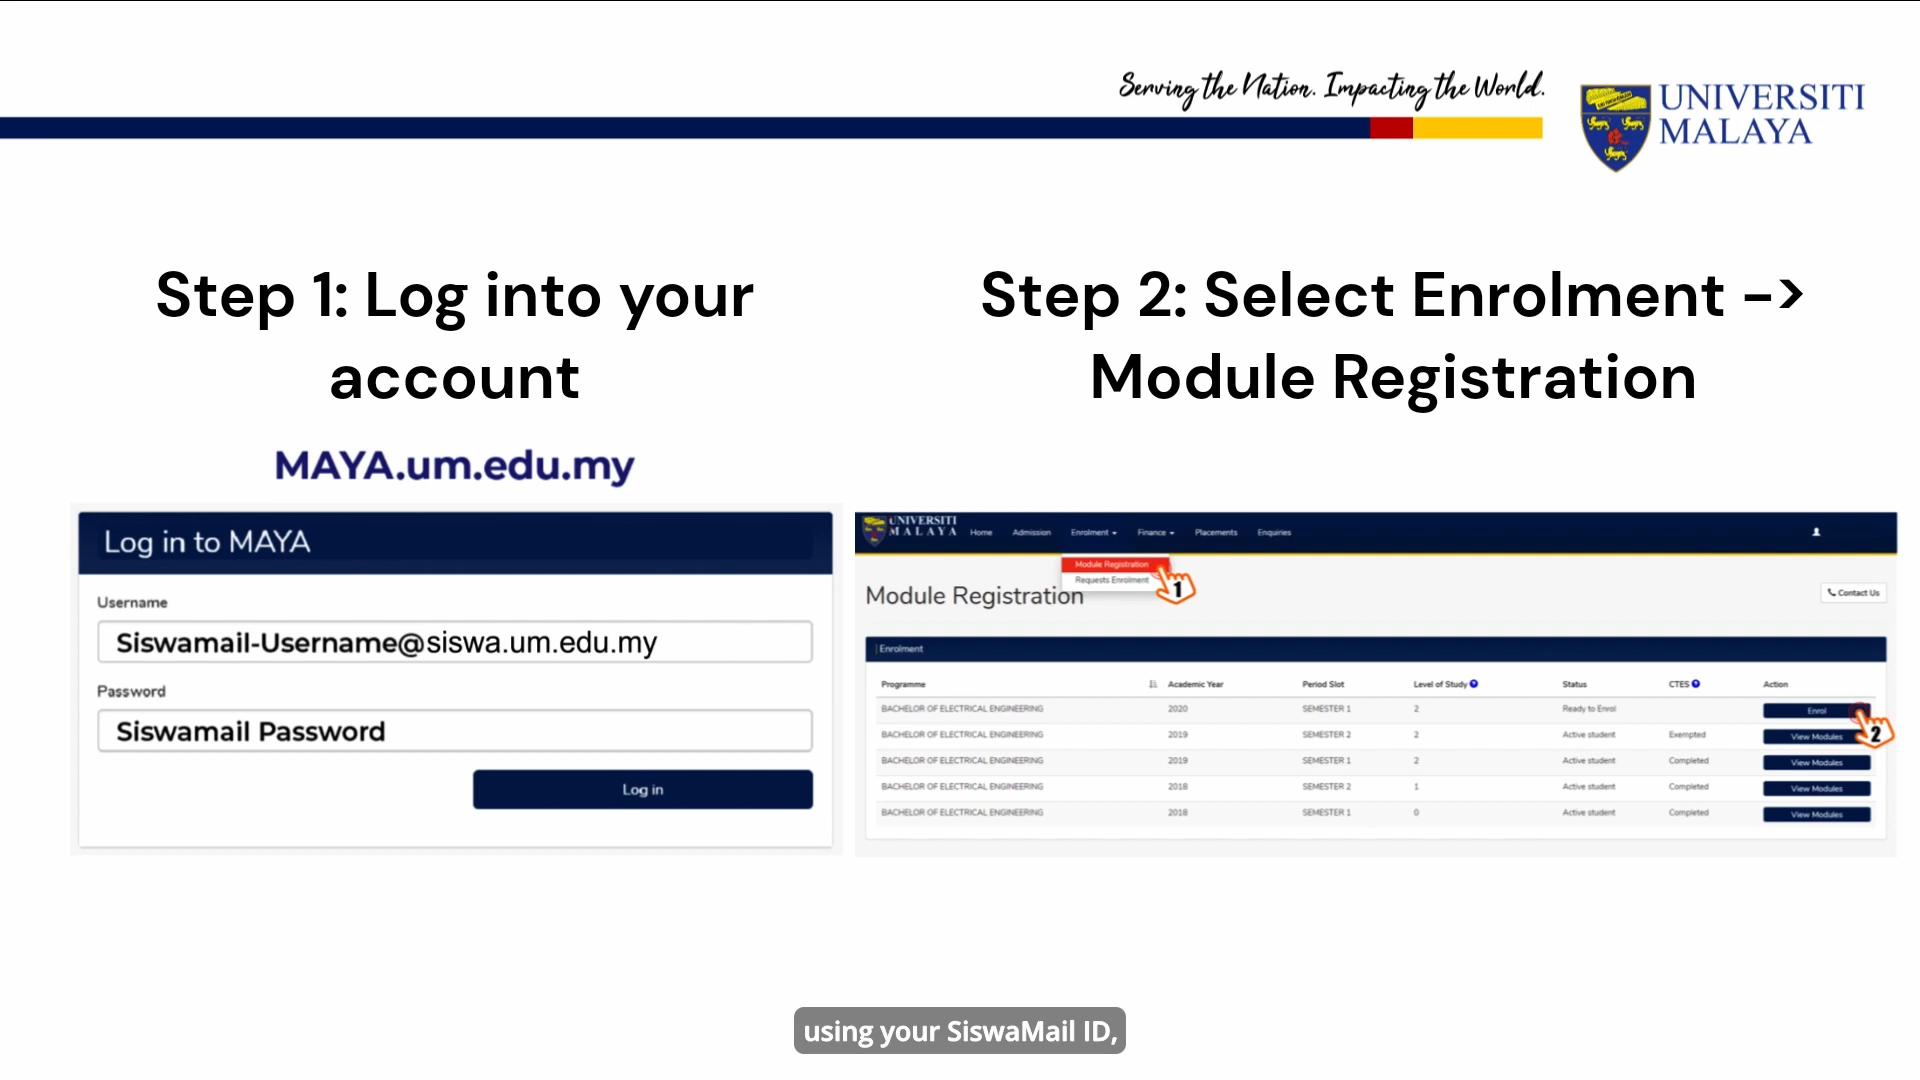 Serving the Nation. Impacting the World.
UNIVERSITI
MALAYA
Step 1: Log into your
account
MAYA.um.edu.my
Log in to MAYA
Username
Siswamail-Username@siswa.um.edu.my
Password
Siswamail Password
Log in
Step 2: Select Enrolment ->
Module Registration
UNIVERSITI
MALAYA
Home Admission Enrolment Finance Placements Enquiries
Module Registration
Requests Enrolment
1
Module Registration
Contact Us
Enrolment
Programme Academic Year Period Slot Level of Study Status CTES Action
BACHELOR OF ELECTRICAL ENGINEERING 2020 SEMESTER 1 2 Ready to Enrol Enrol
2
BACHELOR OF ELECTRICAL ENGINEERING 2019 SEMESTER 2 2 Active student Exempted View Modules
BACHELOR OF ELECTRICAL ENGINEERING 2019 SEMESTER 1 2 Active student Completed View Modules
BACHELOR OF ELECTRICAL ENGINEERING 2018 SEMESTER 2 1 Active student Completed View Modules
BACHELOR OF ELECTRICAL ENGINEERING 2018 SEMESTER 1 0 Active student Completed View Modules
using your SiswaMail ID,